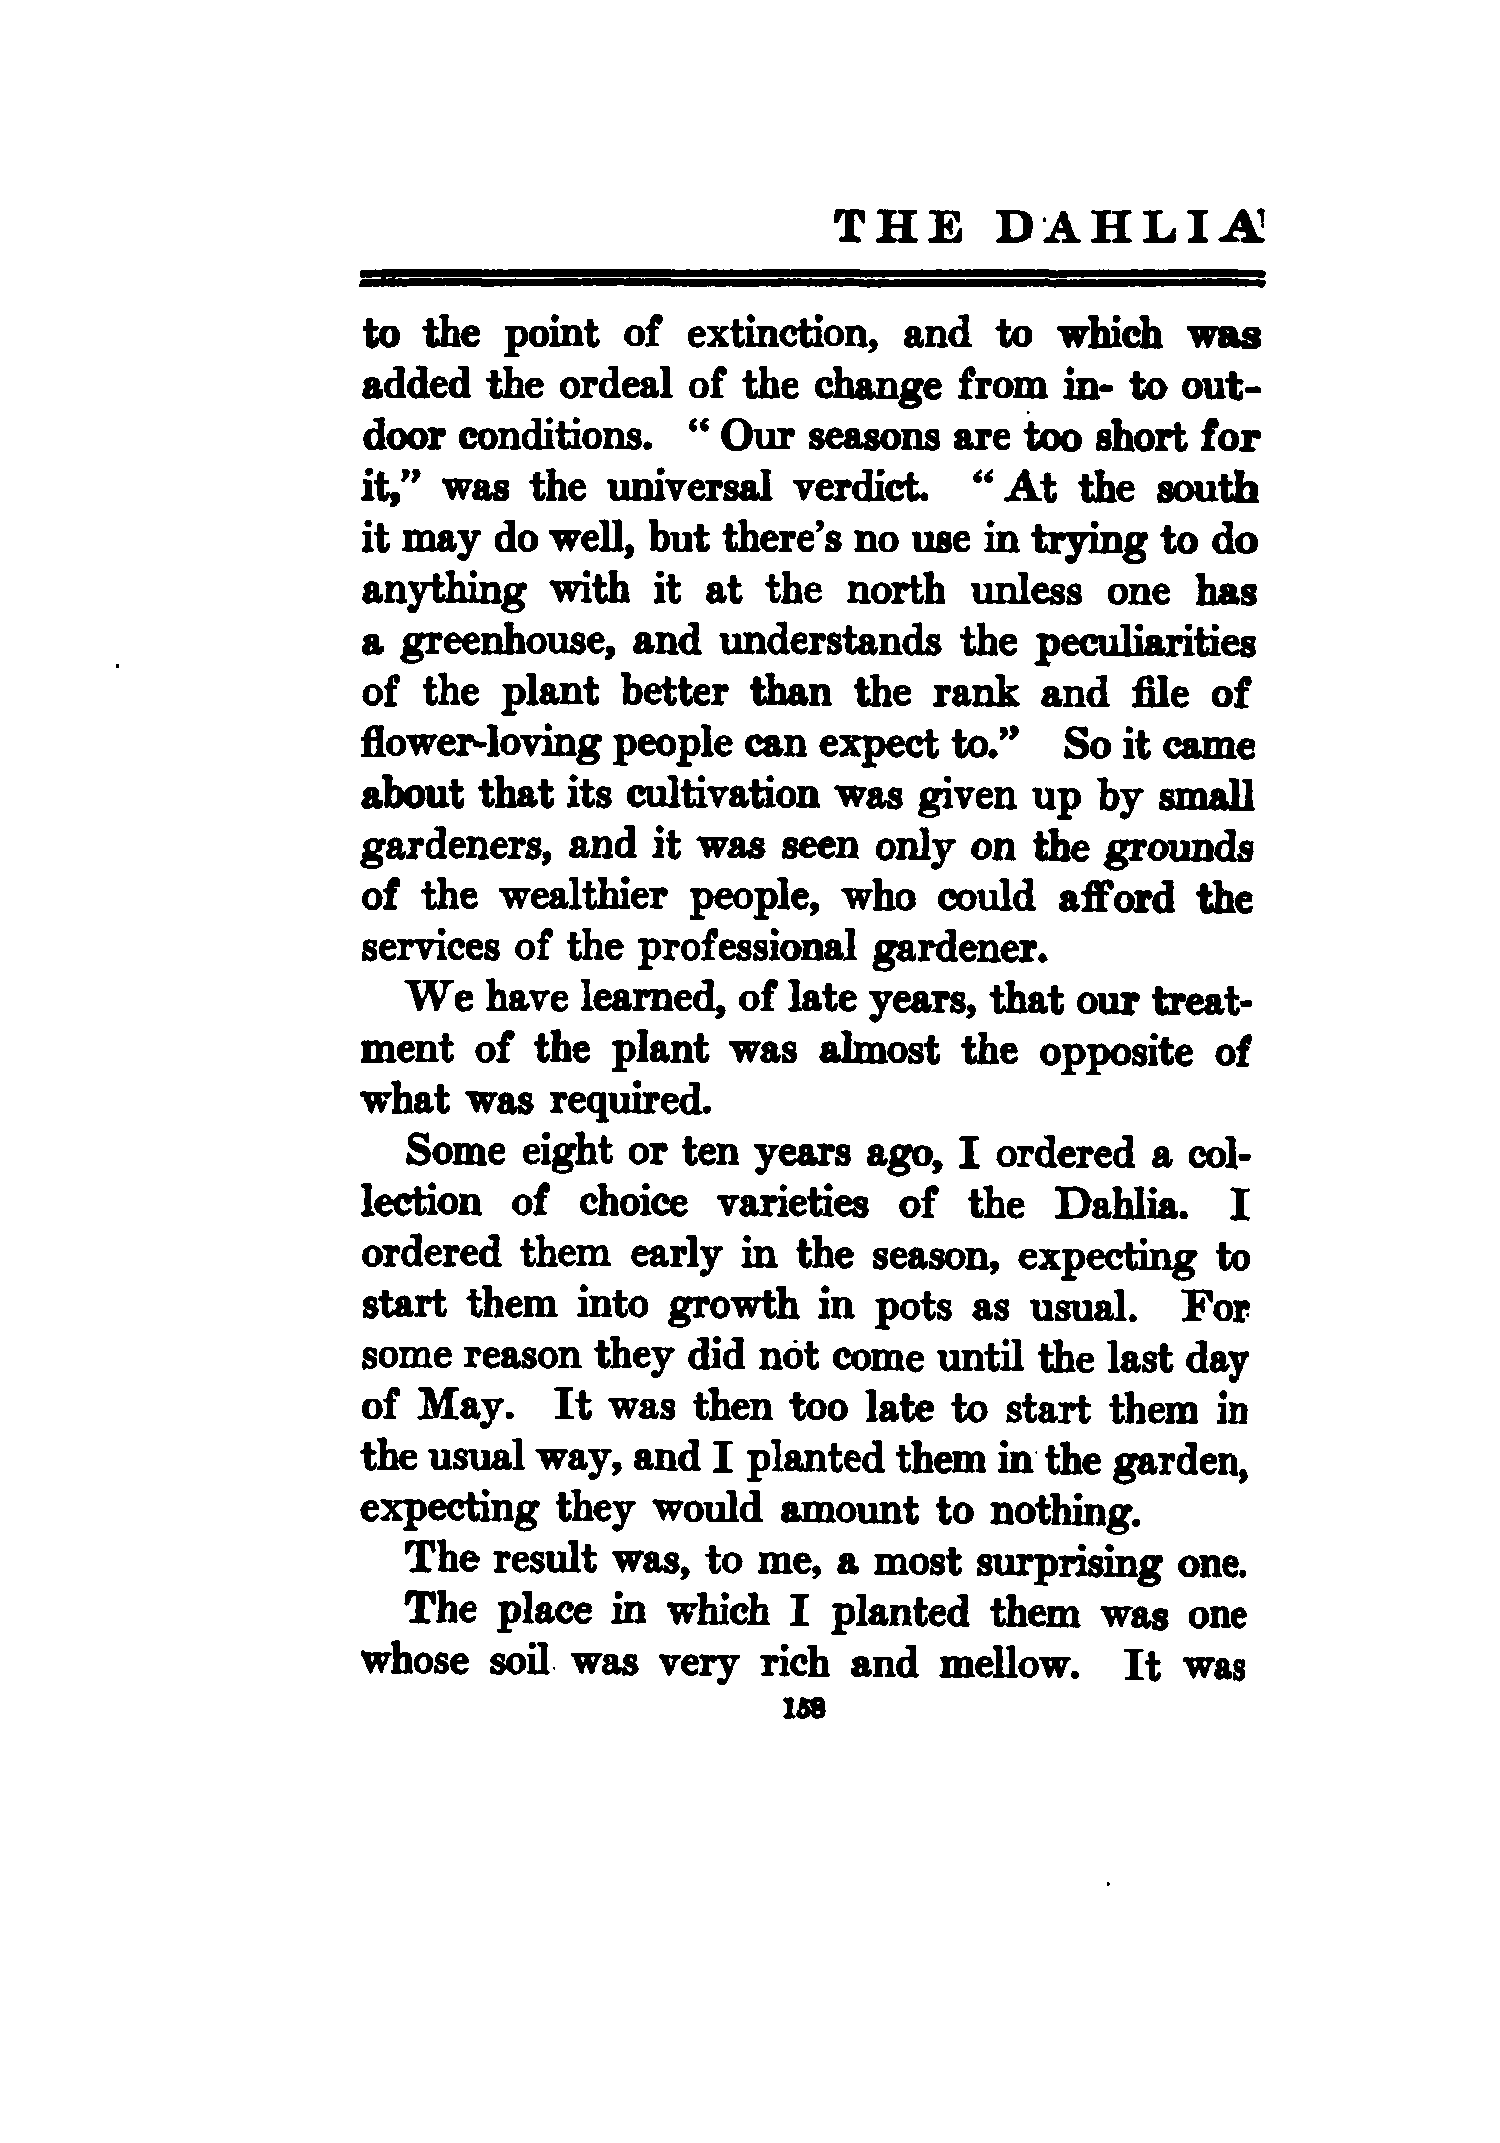 THE DAHLIA
to the point of extinction, and to which was
added the ordeal of the change from in- to out-
door conditions. “Our seasons are too short for
it,” was the universal verdict. “At the south
it may do well, but there’s no use in trying to do
anything with it at the north unless one has
a greenhouse, and understands the peculiarities
of the plant better than the rank and file of
flower-loving people can expect to.” So it came
about that its cultivation was given up by small
gardeners, and it was seen only on the grounds
of the wealthier people, who could afford the
services of the professional gardener.
We have learned, of late years, that our treat-
ment of the plant was almost the opposite of
what was required.
Some eight or ten years ago, I ordered a col-
lection of choice varieties of the Dahlia. I
ordered them early in the season, expecting to
start them into growth in pots as usual. For
some reason they did not come until the last day
of May. It was then too late to start them in
the usual way, and I planted them in the garden,
expecting they would amount to nothing.
The result was, to me, a most surprising one.
The place in which I planted them was one
whose soil was very rich and mellow. It was
158